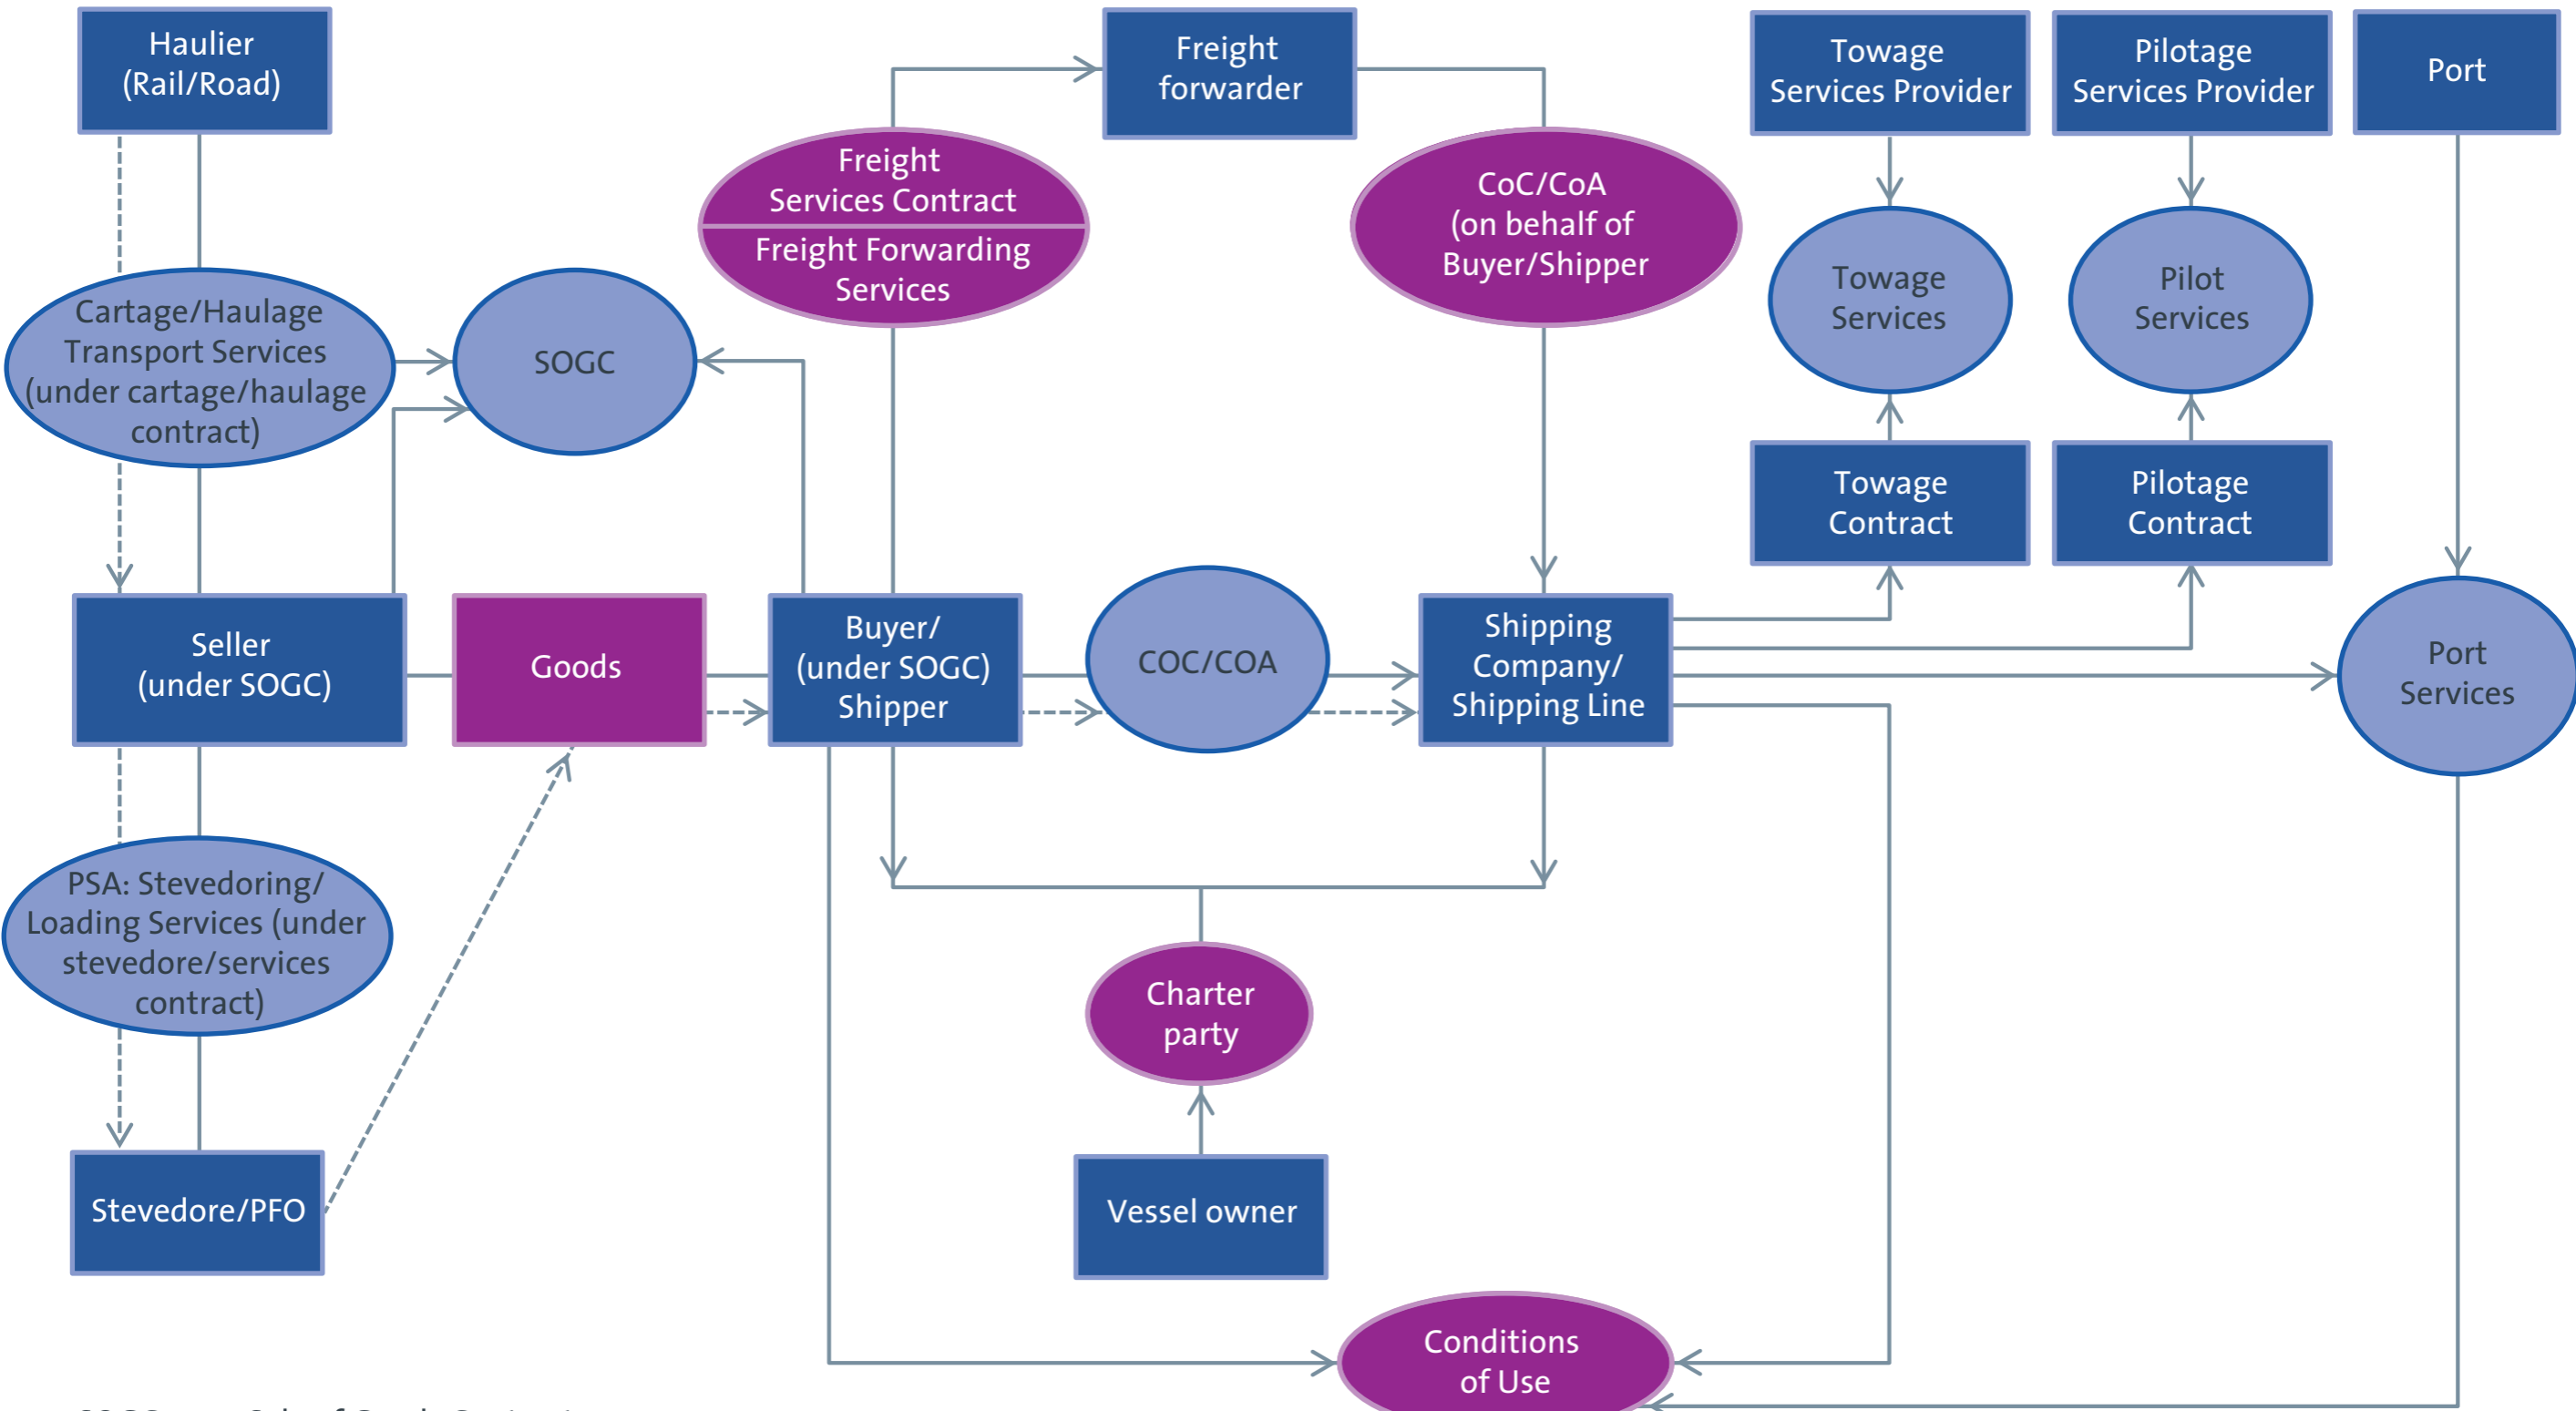 Haulier
(Rail/Road)
Freight
forwarder
Towage
Services Provider
Pilotage
Services Provider
Port
Freight
Services Contract
Freight Forwarding
Services
CoC/CoA
(on behalf of
Buyer/Shipper
Cartage/Haulage
Transport Services
(under cartage/haulage
contract)
SOGC
Towage
Services
Pilot
Services
Towage
Contract
Pilotage
Contract
Seller
(under SOGC)
Goods
Buyer/
(under SOGC)
Shipper
COC/COA
Shipping
Company/
Shipping Line
Port
Services
PSA: Stevedoring/
Loading Services (under
stevedore/services
contract)
Charter
party
Stevedore/PFO
Vessel owner
Conditions
of Use